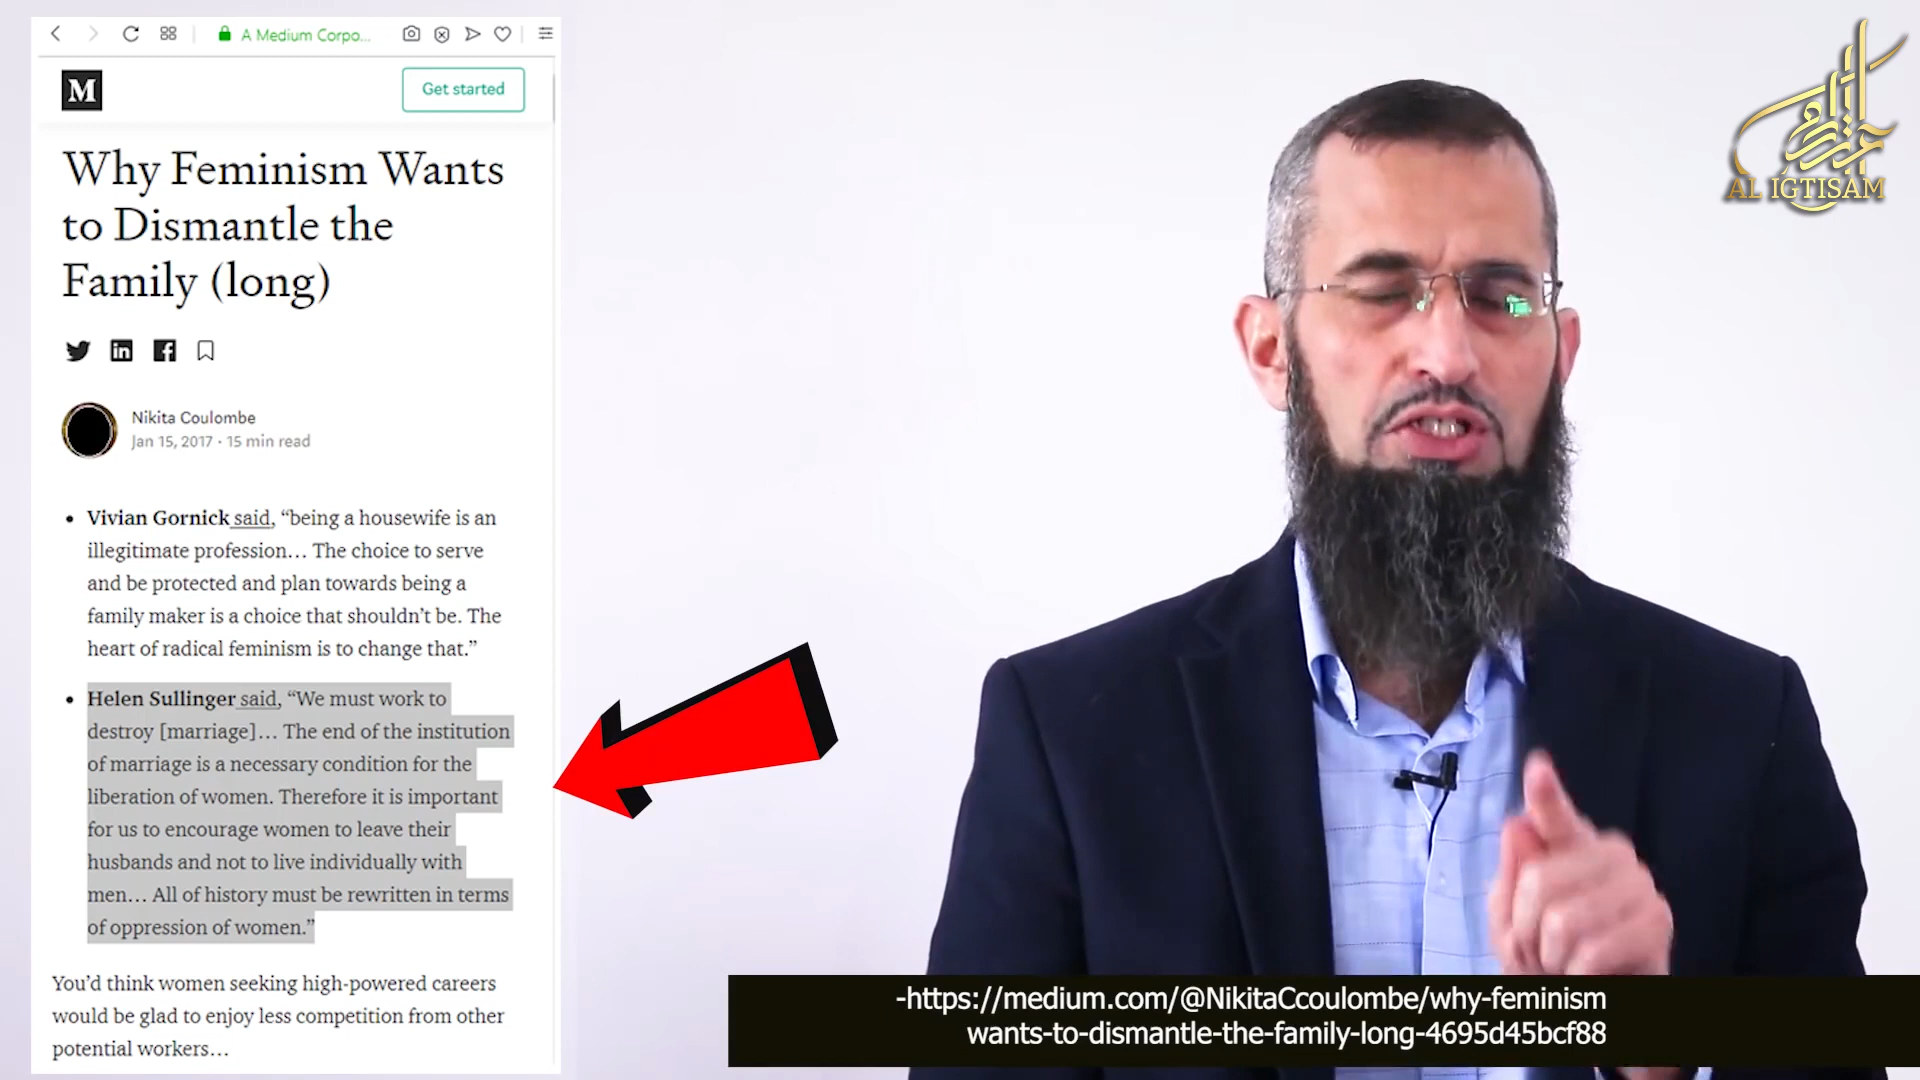 A Medium Corpo...
M
Get started
Why Feminism Wants
to Dismantle the
Family (long)
Nikita Coulombe
Jan 15, 2017 · 15 min read
• Vivian Gornick said, “being a housewife is an
illegitimate profession… The choice to serve
and be protected and plan towards being a
family maker is a choice that shouldn’t be. The
heart of radical feminism is to change that.”
• Helen Sullinger said, “We must work to
destroy [marriage]… The end of the institution
of marriage is a necessary condition for the
liberation of women. Therefore it is important
for us to encourage women to leave their
husbands and not to live individually with
men… All of history must be rewritten in terms
of oppression of women.”
You’d think women seeking high-powered careers
would be glad to enjoy less competition from other
potential workers…
AL IGTISAM
-https://medium.com/@NikitaCcoulombe/why-feminism
wants-to-dismantle-the-family-long-4695d45bcf88